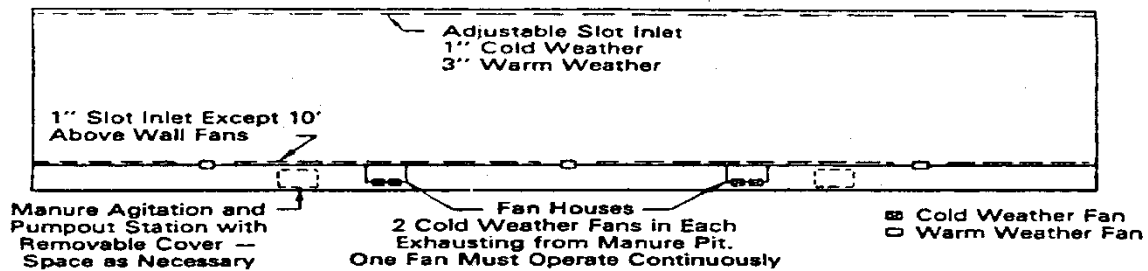 Adjustable Slot Inlet
1" Cold Weather
3" Warm Weather
1" Slot Inlet Except 10'
Above Wall Fans
Manure Agitation and
Pumpout Station with
Removable Cover —
Space as Necessary
Fan Houses
2 Cold Weather Fans in Each
Exhausting from Manure Pit.
One Fan Must Operate Continuously
Cold Weather Fan
Warm Weather Fan